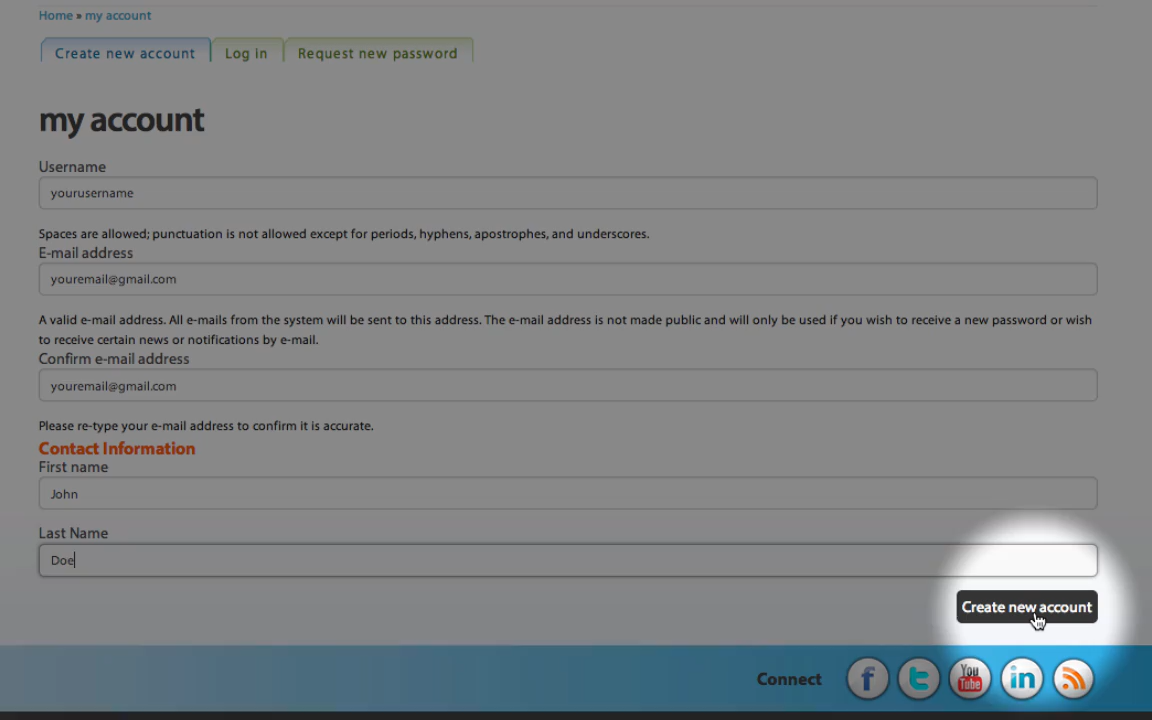 Home » my account
Create new account Log in Request new password
my account
Username
yourusername
Spaces are allowed; punctuation is not allowed except for periods, hyphens, apostrophes, and underscores.
E-mail address
youremail@gmail.com
A valid e-mail address. All e-mails from the system will be sent to this address. The e-mail address is not made public and will only be used if you wish to receive a new password or wish
to receive certain news or notifications by e-mail.
Confirm e-mail address
youremail@gmail.com
Please re-type your e-mail address to confirm it is accurate.
Contact Information
First name
John
Last Name
Doe
Create new account
Connect f t You Tube in